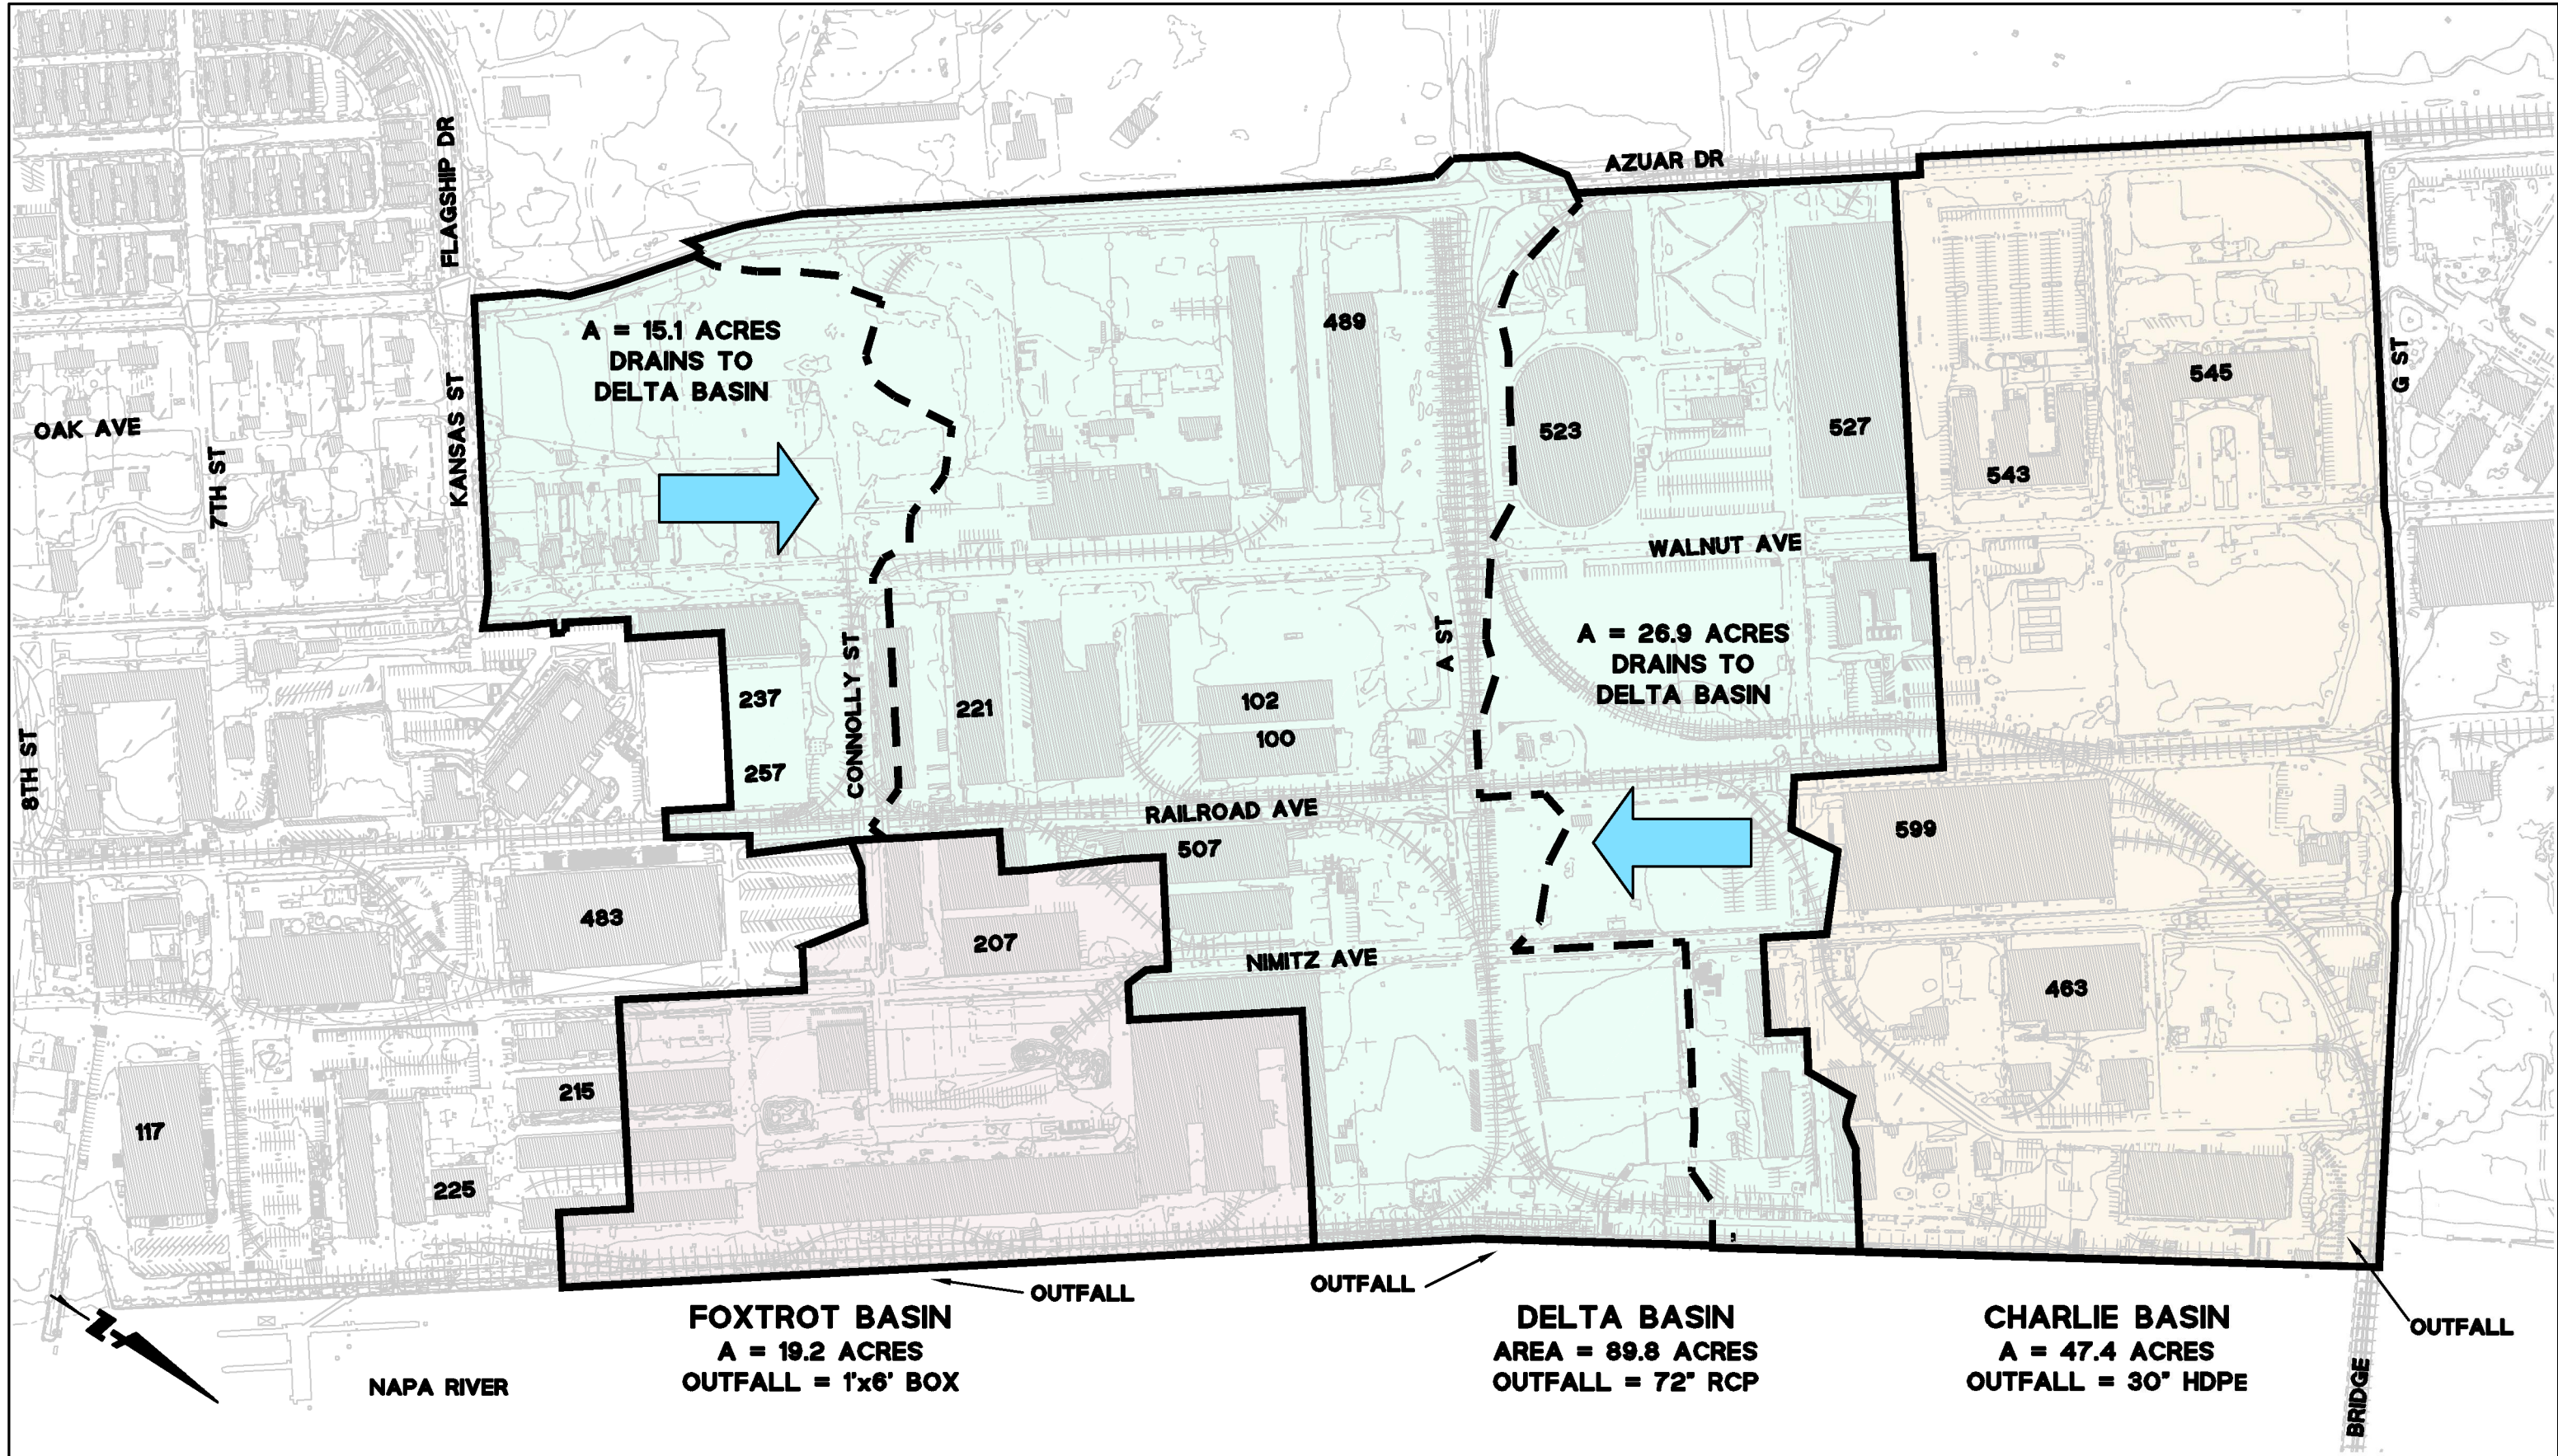 FLAGSHIP DR
AZUAR DR
A = 15.1 ACRES
DRAINS TO
DELTA BASIN
489
G ST
545
OAK AVE
KANSAS ST
7TH ST
523
527
543
WALNUT AVE
A ST
A = 26.9 ACRES
DRAINS TO
DELTA BASIN
237
CONNOLLY ST
221
102
100
8TH ST
257
RAILROAD AVE
507
599
483
207
NIMITZ AVE
463
215
117
225
OUTFALL
OUTFALL
OUTFALL
N
NAPA RIVER
FOXTROT BASIN
A = 19.2 ACRES
OUTFALL = 1'x6' BOX
DELTA BASIN
AREA = 89.8 ACRES
OUTFALL = 72" RCP
CHARLIE BASIN
A = 47.4 ACRES
OUTFALL = 30" HDPE
BRIDGE